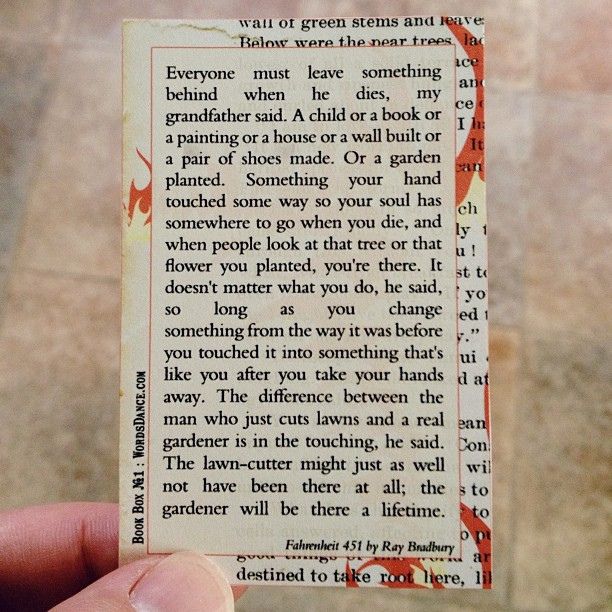 wall of green stems and leave
Below were the near trees, lac
Everyone must leave something
behind when he dies, my
grandfather said. A child or a book or
a painting or a house or a wall built or
a pair of shoes made. Or a garden
planted. Something your hand
touched some way so your soul has
somewhere to go when you die, and
when people look at that tree or that
flower you planted, you're there. It
doesn't matter what you do, he said,
so long as you change
something from the way it was before
you touched it into something that's
like you after you take your hands
away. The difference between the
man who just cuts lawns and a real
gardener is in the touching, he said.
The lawn-cutter might just as well
not have been there at all; the
gardener will be there a lifetime.
Fahrenheit 451 by Ray Bradbury
destined to take root here, li
Book Box №1 : WordsDance.com